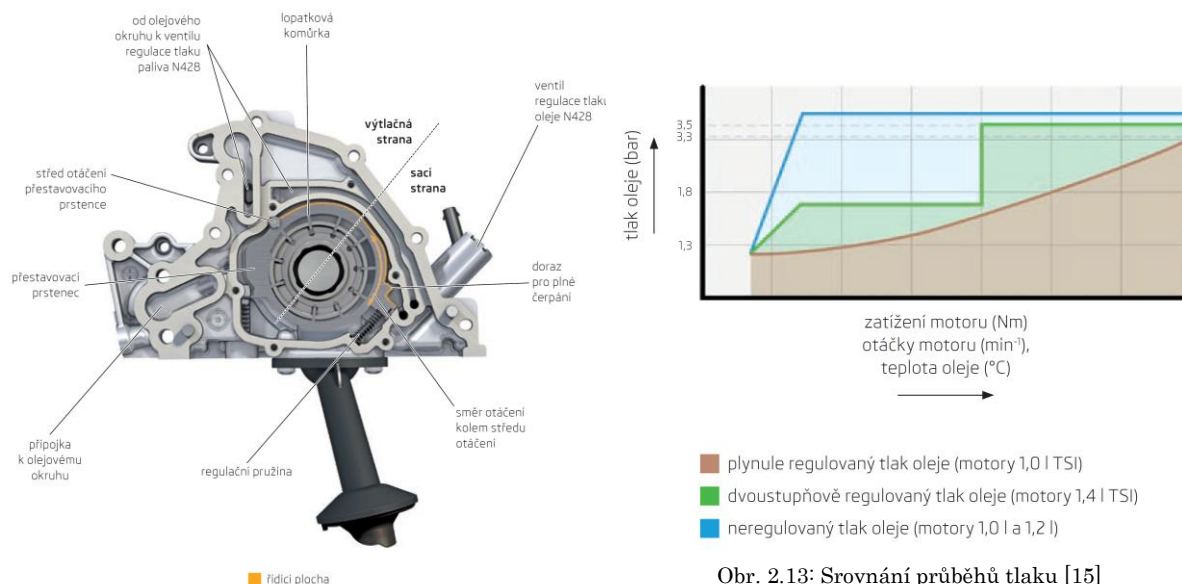 od olejového
okruhu k ventilu
regulace tlaku
paliva N428
lopatková
komůrka
ventil
regulace tlaku
oleje N428
výtlačná
strana
sací
strana
střed otáčení
přestavovacího
prstence
přestavovací
prstenec
doraz
pro plné
čerpání
směr otáčení
kolem středu
otáčení
přípojka
k olejovému
okruhu
regulační pružina
řídicí plocha
tlak oleje (bar)
3,5
3,3
1,8
1,3
zatížení motoru (Nm)
otáčky motoru (min⁻¹),
teplota oleje (°C)
plynule regulovaný tlak oleje (motory 1,0 l TSI)
dvoustupňově regulovaný tlak oleje (motory 1,4 l TSI)
neregulovaný tlak oleje (motory 1,0 l a 1,2 l)
Obr. 2.13: Srovnání průběhů tlaku [15]